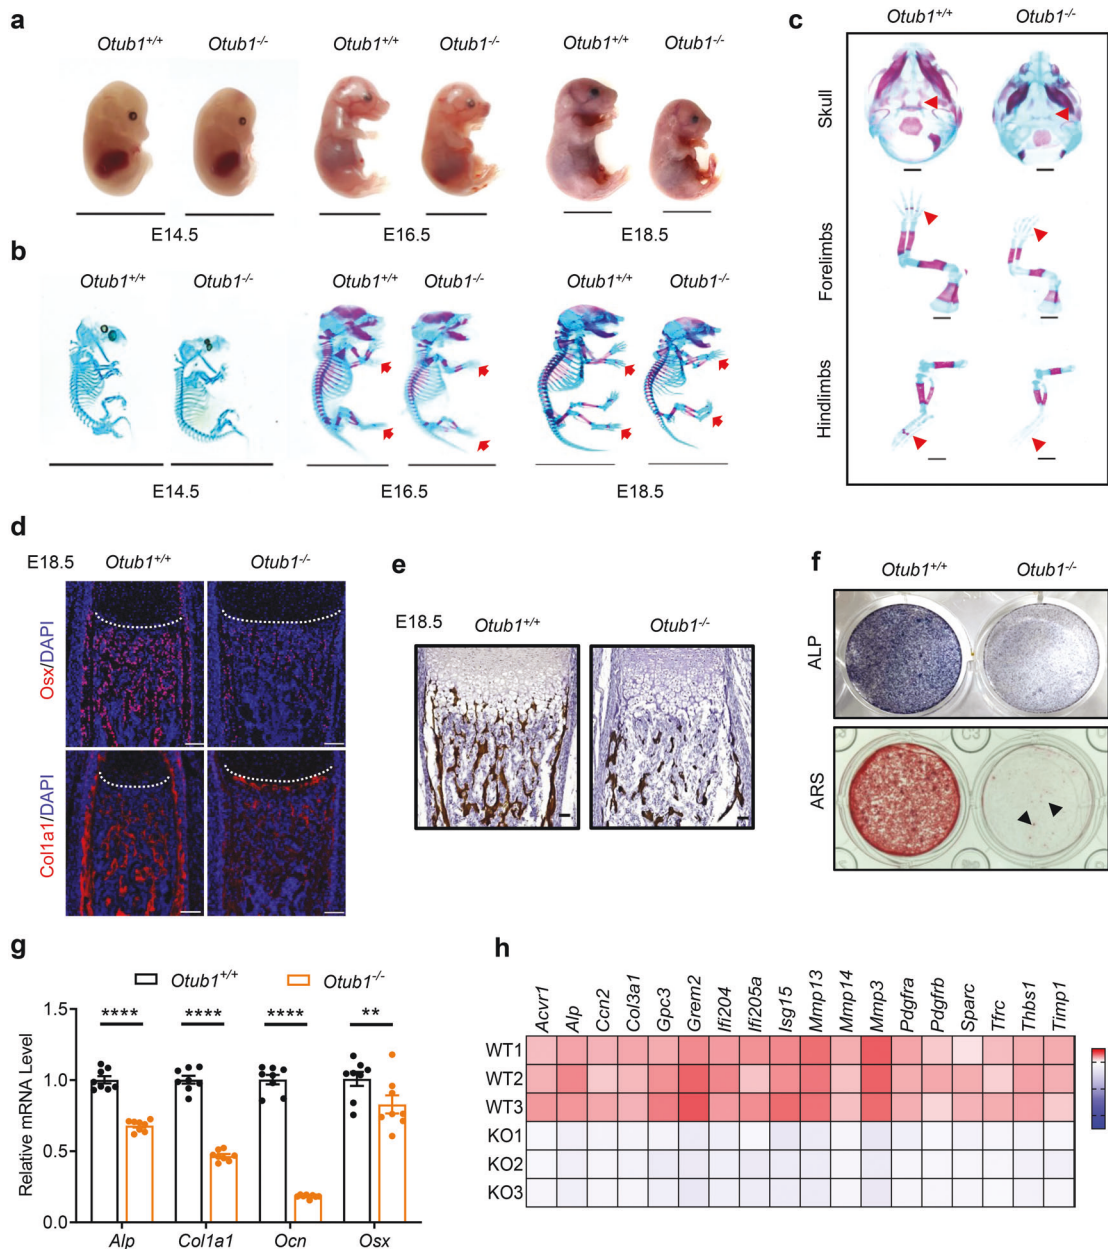 a
Otub1+/+ Otub1-/- Otub1+/+ Otub1-/- Otub1+/+ Otub1-/-
E14.5 E16.5 E18.5
b
Otub1+/+ Otub1-/- Otub1+/+ Otub1-/- Otub1+/+ Otub1-/-
E14.5 E16.5 E18.5
c
Otub1+/+ Otub1-/-
Skull
Forelimbs
Hindlimbs
d
E18.5 Otub1+/+ Otub1-/-
Osx/DAPI
Col1a1/DAPI
e
E18.5 Otub1+/+ Otub1-/-
f
Otub1+/+ Otub1-/-
ALP
ARS
g
Otub1+/+ Otub1-/-
Relative mRNA Level
1.5
1.0
0.5
0.0
**** **** **** **
Alp Col1a1 Ocn Osx
h
Acvr1 Alp Ccn2 Col3a1 Gpc3 Grem2 Ifi204 Ifi205a Isg15 Mmp13 Mmp14 Mmp3 Pdgfra Pdgfrb Sparc Tfrc Thbs1 Timp1
WT1
WT2
WT3
KO1
KO2
KO3